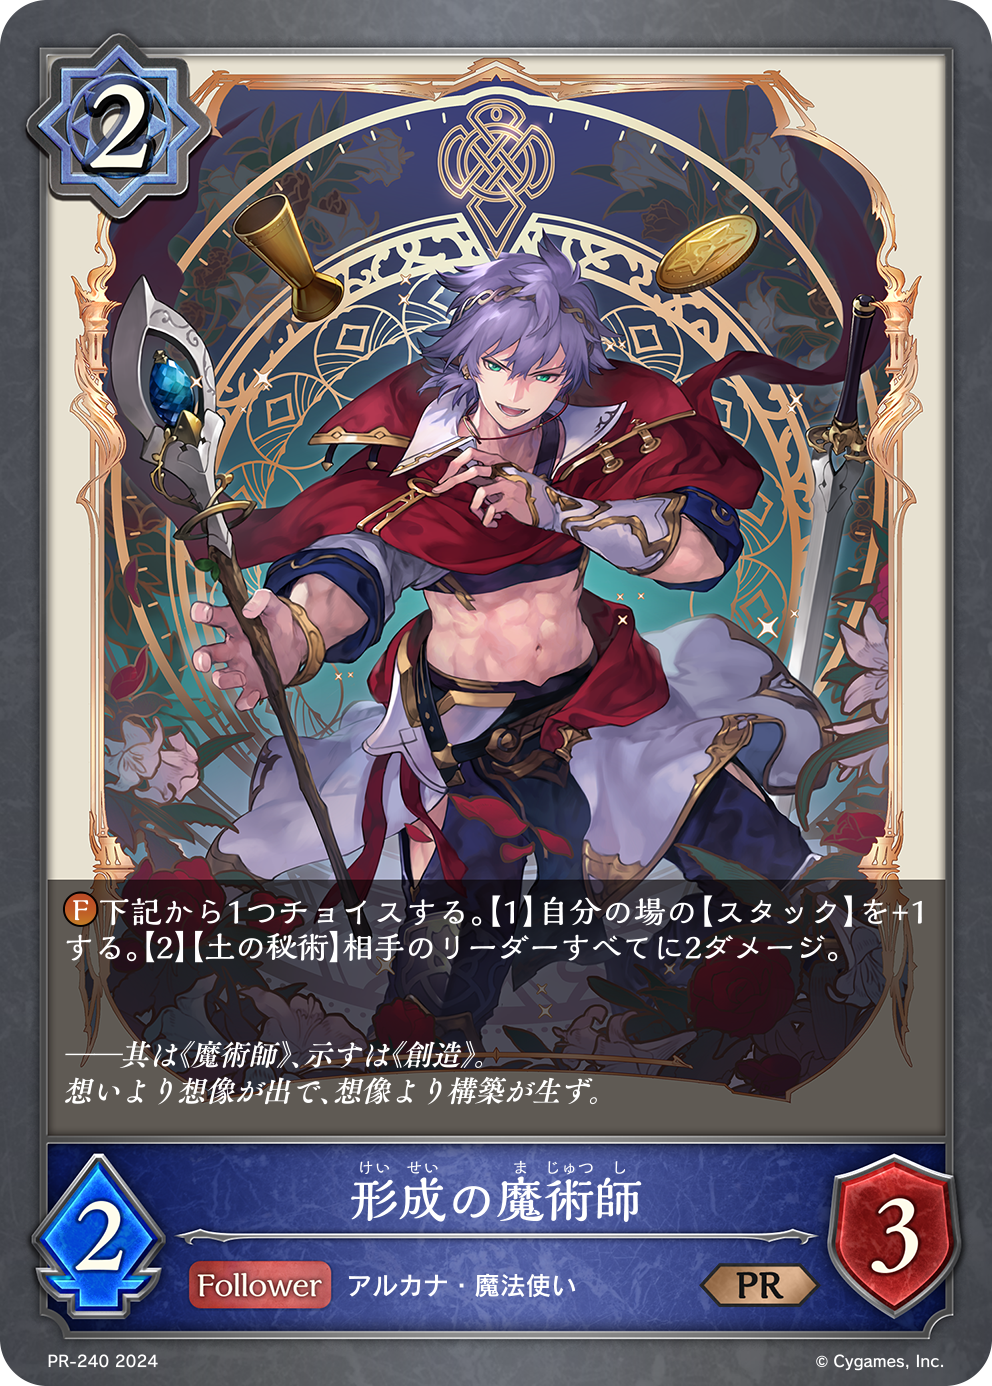 2
F 下記から1つチョイスする。【1】自分の場の【スタック】を+1
する。【2】【土の秘術】相手のリーダーすべてに2ダメージ。
――其は《魔術師》、示すは《創造》。
想いより想像が出で、想像より構築が生ず。
けい せい ま じゅつ し
形成の魔術師
2
3
Follower アルカナ・魔法使い PR
PR-240 2024
© Cygames, Inc.